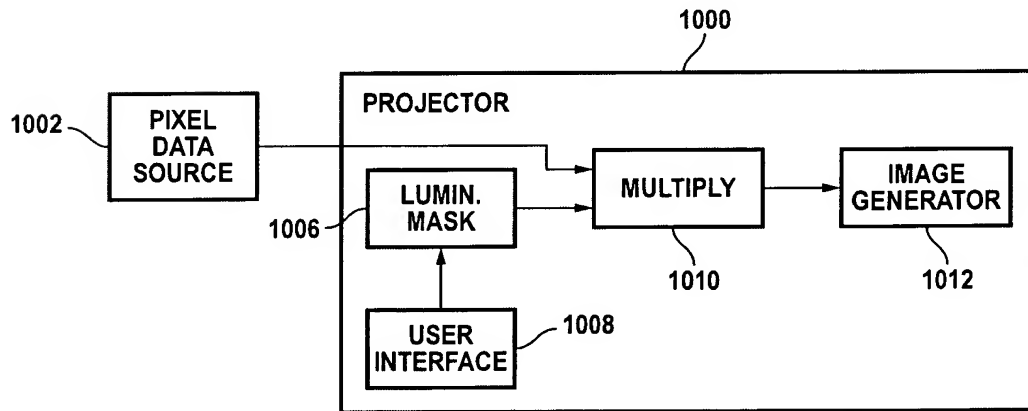 1000
PROJECTOR
1002
PIXEL
DATA
SOURCE
LUMIN.
MASK
1006
MULTIPLY
1010
IMAGE
GENERATOR
1012
USER
INTERFACE
1008